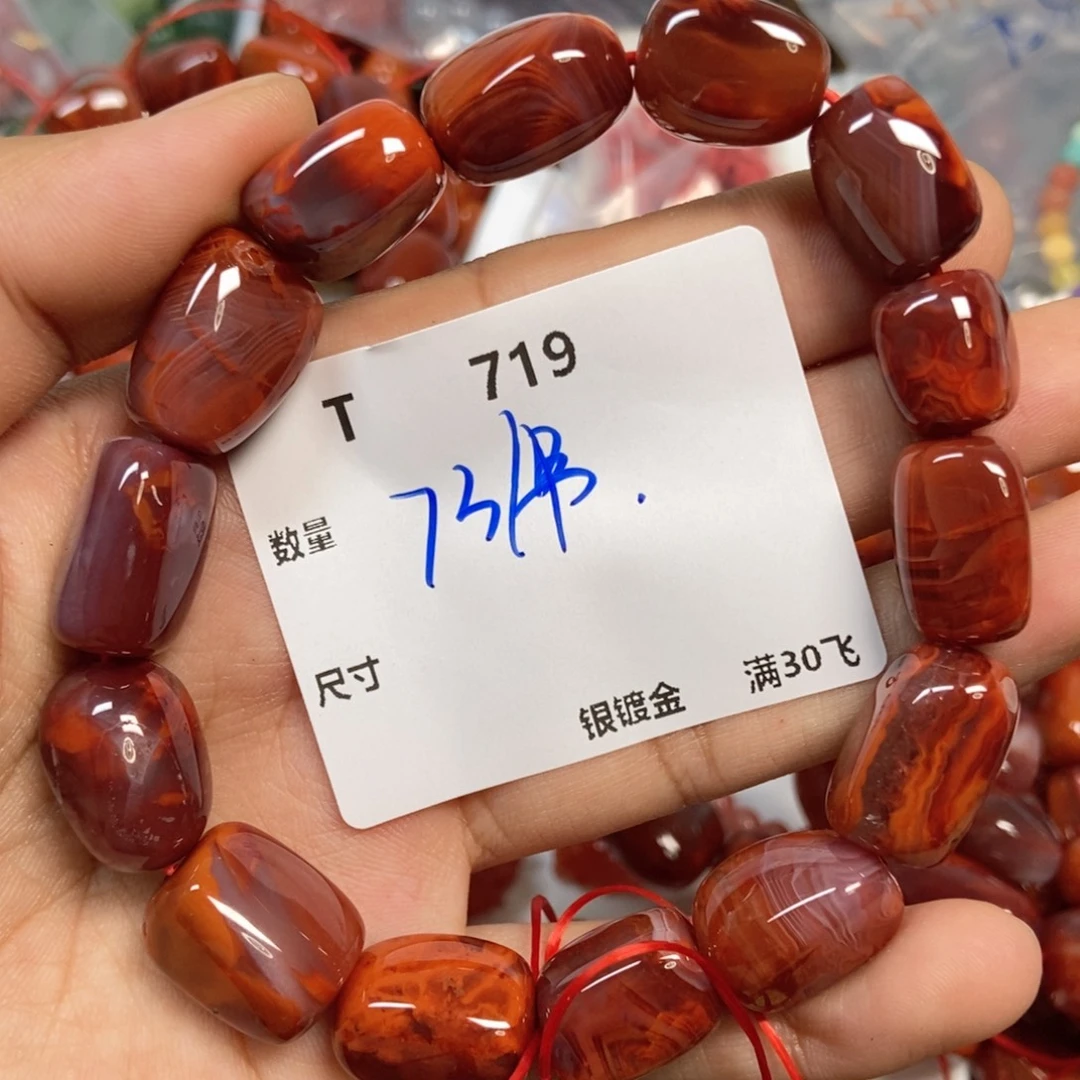 T 719
数量
尺寸
银镀金 满30飞